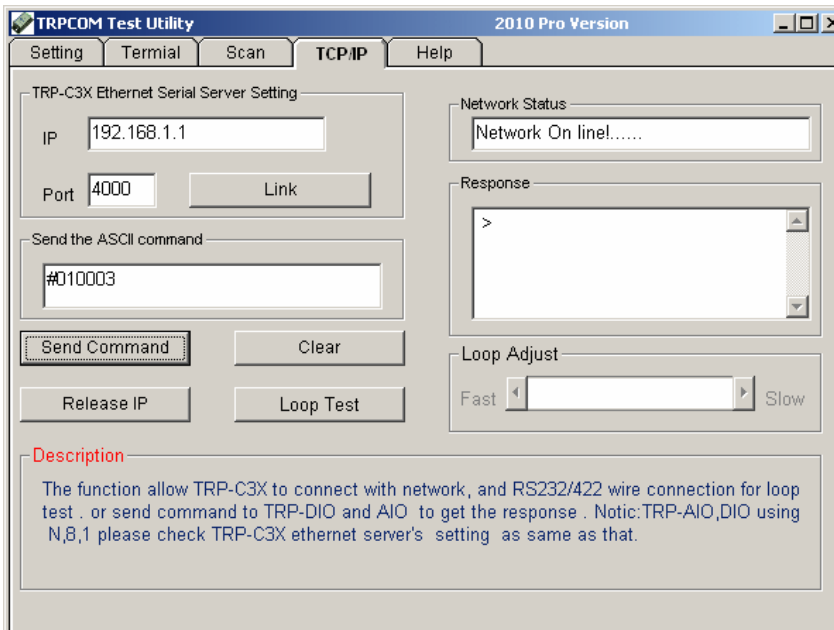 TRPCOM Test Utility 2010 Pro Version
Setting Termial Scan TCP/IP Help
TRP-C3X Ethernet Serial Server Setting
IP 192.168.1.1
Port 4000 Link
Send the ASCII command
#010003
Send Command Clear
Release IP Loop Test
Network Status
Network On line!......
Response
>
Loop Adjust
Fast Slow
Description
The function allow TRP-C3X to connect with network, and RS232/422 wire connection for loop
test . or send command to TRP-DIO and AIO to get the response . Notic:TRP-AIO,DIO using
N,8,1 please check TRP-C3X ethernet server's setting as same as that.